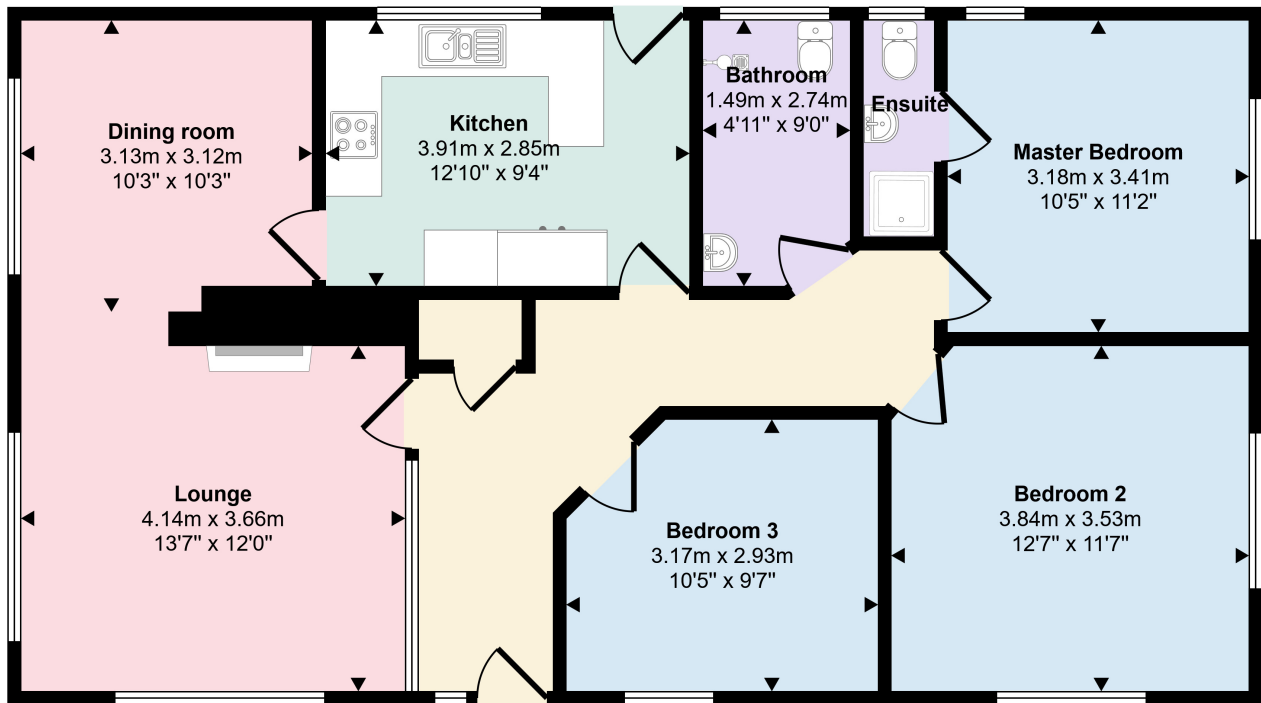 Dining room
3.13m x 3.12m
10'3" x 10'3"
Kitchen
3.91m x 2.85m
12'10" x 9'4"
Bathroom
1.49m x 2.74m
4'11" x 9'0"
Ensuite
Master Bedroom
3.18m x 3.41m
10'5" x 11'2"
Lounge
4.14m x 3.66m
13'7" x 12'0"
Bedroom 3
3.17m x 2.93m
10'5" x 9'7"
Bedroom 2
3.84m x 3.53m
12'7" x 11'7"